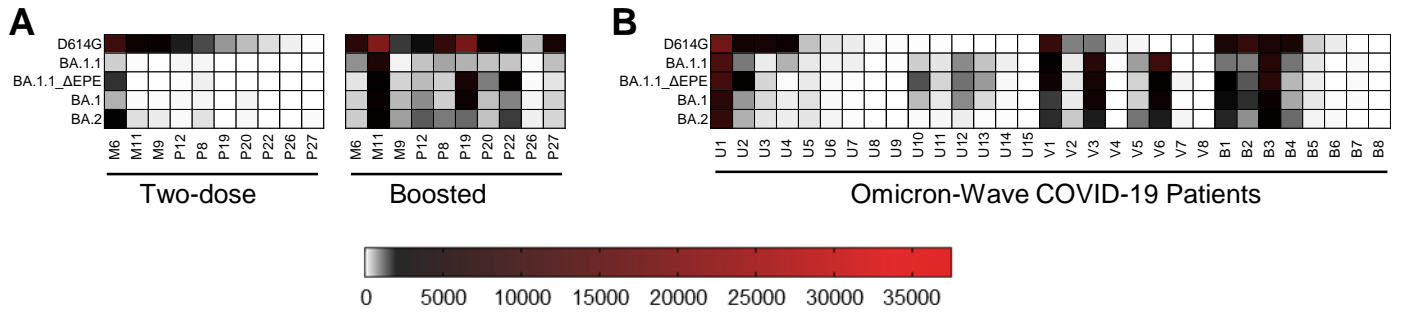 A
D614G
BA.1.1
BA.1.1_ΔEPE
BA.1
BA.2
M6 M11 M9 P12 P8 P19 P20 P22 P26 P27
Two-dose
M6 M11 M9 P12 P8 P19 P20 P22 P26 P27
Boosted
B
D614G
BA.1.1
BA.1.1_ΔEPE
BA.1
BA.2
U1 U2 U3 U4 U5 U6 U7 U8 U9 U10 U11 U12 U13 U14 U15 V1 V2 V3 V4 V5 V6 V7 V8 B1 B2 B3 B4 B5 B6 B7 B8
Omicron-Wave COVID-19 Patients
0 5000 10000 15000 20000 25000 30000 35000